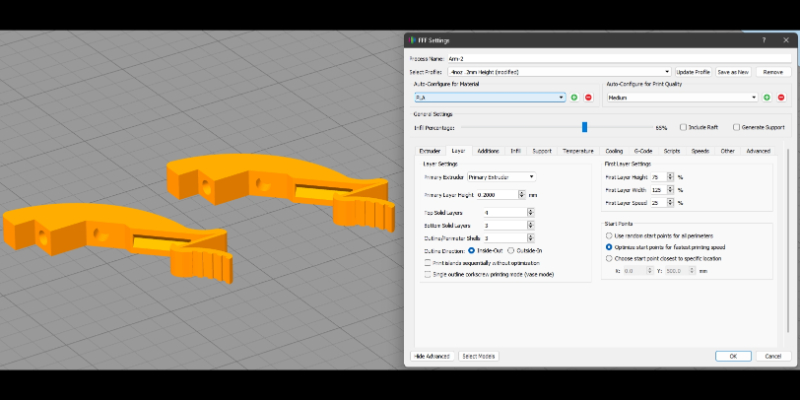 FFF Settings
Process Name: Arm-2
Select Profile: .4noz .2mm Height (modified) Update Profile Save as New Remove
Auto-Configure for Material Auto-Configure for Print Quality
PLA Medium
General Settings
Infill Percentage: 65% Include Raft Generate Support
Extruder Layer Additions Infill Support Temperature Cooling G-Code Scripts Speeds Other Advanced
Layer Settings First Layer Settings
Primary Extruder Primary Extruder First Layer Height 75 %
First Layer Width 125 %
Primary Layer Height 0.2000 mm
First Layer Speed 25 %
Top Solid Layers 4
Bottom Solid Layers 3 Start Points
Outline/Perimeter Shells 3 Use random start points for all perimeters
Outline Direction: Inside-Out Outside-In Optimize start points for fastest printing speed
Print islands sequentially without optimization Choose start point closest to specific location
Single outline corkscrew printing mode (vase mode) X: 0.0 Y: 500.0 mm
Hide Advanced Select Models OK Cancel